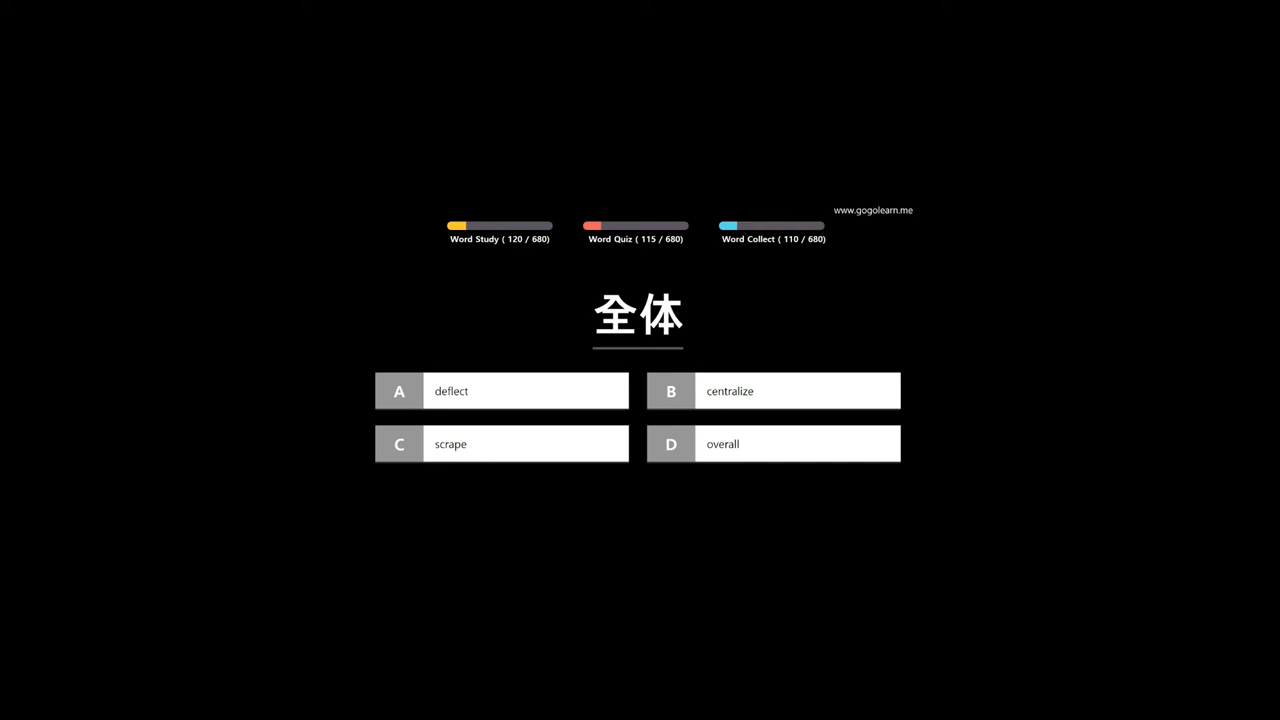 www.gogolearn.me
Word Study ( 120 / 680)
Word Quiz ( 115 / 680)
Word Collect ( 110 / 680)
全体
A deflect
B centralize
C scrape
D overall